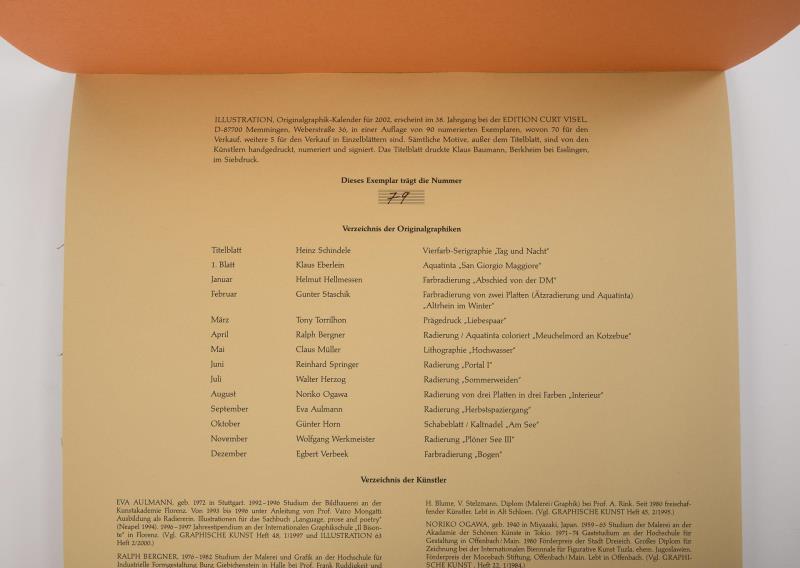 ILLUSTRATION, Originalgraphik-Kalender für 2002, erscheint im 38. Jahrgang bei der EDITION CURT VISEL,
D-87700 Memmingen, Weberstraße 36, in einer Auflage von 90 numerierten Exemplaren, wovon 70 für den
Verkauf, weitere 5 für den Verkauf in Einzelblättern sind. Sämtliche Motive, außer dem Titelblatt, sind von den
Künstlern handgedruckt, numeriert und signiert. Das Titelblatt druckte Klaus Baumann, Berkheim bei Esslingen,
im Siebdruck.
Dieses Exemplar trägt die Nummer
79
Verzeichnis der Originalgraphiken
Titelblatt Heinz Schindele Vierfarb-Serigraphie „Tag und Nacht“
1. Blatt Klaus Eberlein Aquatinta „San Giorgio Maggiore“
Januar Helmut Hellmessen Farbradierung „Abschied von der DM“
Februar Gunter Staschik Farbradierung von zwei Platten (Ätzradierung und Aquatinta)
„Altrhein im Winter“
März Tony Torrilhon Prägedruck „Liebespaar“
April Ralph Bergner Radierung / Aquatinta coloriert „Meuchelmord an Kotzebue“
Mai Claus Müller Lithographie „Hochwasser“
Juni Reinhard Springer Radierung „Portal I“
Juli Walter Herzog Radierung „Sommerweiden“
August Noriko Ogawa Radierung von drei Platten in drei Farben „Interieur“
September Eva Aulmann Radierung „Herbstspaziergang“
Oktober Günter Horn Schabeblatt / Kaltnadel „Am See“
November Wolfgang Werkmeister Radierung „Plöner See III“
Dezember Egbert Verbeek Farbradierung „Bogen“
Verzeichnis der Künstler
EVA AULMANN, geb. 1972 in Stuttgart. 1992–1996 Studium der Bildhauerei an der
Kunstakademie Florenz. Von 1993 bis 1996 unter Anleitung von Prof. Vairo Mongatti
Ausbildung als Radiererin. Illustrationen für das Sachbuch „Language, prose and poetry“
(Neapel 1994). 1996–1997 Jahresstipendium an der Internationalen Graphikschule „Il Bison-
te“ in Florenz. (Vgl. GRAPHISCHE KUNST Heft 48, 1/1997 und ILLUSTRATION 63
Heft 2/2000.)
RALPH BERGNER, 1976–1982 Studium der Malerei und Grafik an der Hochschule für
Industrielle Formgestaltung Burg Giebichenstein in Halle bei Prof. Frank Ruddigkeit und
H. Blume, V. Stelzmann. Diplom (Malerei/Graphik) bei Prof. A. Rink. Seit 1980 freischaf-
fender Künstler. Lebt in Alt Schloen. (Vgl. GRAPHISCHE KUNST Heft 45, 2/1995.)
NORIKO OGAWA, geb. 1940 in Miyazaki, Japan. 1959–63 Studium der Malerei an der
Akademie der Schönen Künste in Tokio. 1971–74 Gaststudium an der Hochschule für
Gestaltung in Offenbach/Main. 1980 Förderpreis der Stadt Dreieich. Großes Diplom für
Zeichnung bei der Internationalen Biennale für Figurative Kunst Tuzla, ehem. Jugoslawien.
Förderpreis der Moonbach Stiftung, Offenbach/Main. Lebt in Offenbach. (Vgl. GRAPHI-
SCHE KUNST, Heft 22, 1/1984.)